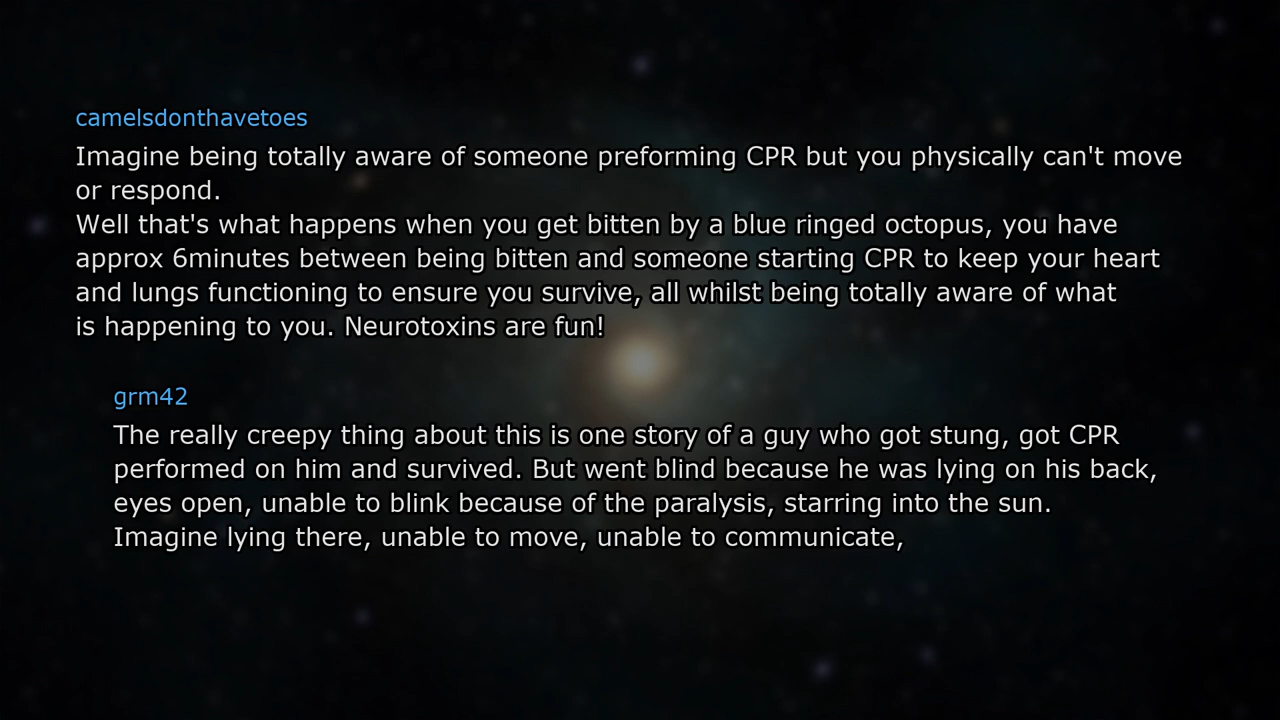 camelsdonthavetoes
Imagine being totally aware of someone preforming CPR but you physically can't move
or respond.
Well that's what happens when you get bitten by a blue ringed octopus, you have
approx 6minutes between being bitten and someone starting CPR to keep your heart
and lungs functioning to ensure you survive, all whilst being totally aware of what
is happening to you. Neurotoxins are fun!
grm42
The really creepy thing about this is one story of a guy who got stung, got CPR
performed on him and survived. But went blind because he was lying on his back,
eyes open, unable to blink because of the paralysis, starring into the sun.
Imagine lying there, unable to move, unable to communicate,